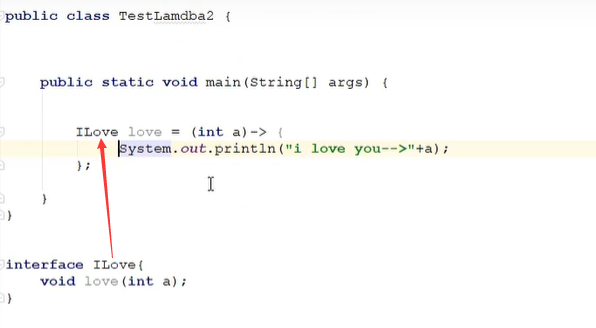 public class TestLamdba2 {
public static void main(String[] args) {
ILove love = (int a)-> {
System.out.println("i love you-->"+a);
};
}
}
interface ILove{
void love(int a);
}